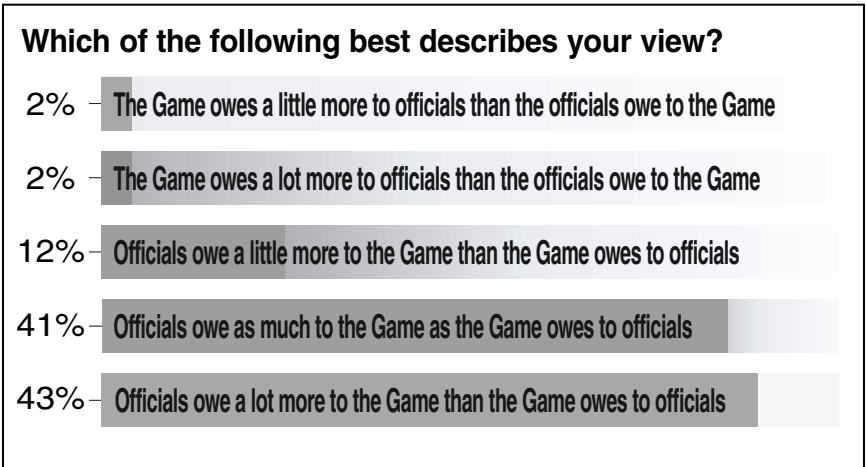 Which of the following best describes your view?
2% The Game owes a little more to officials than the officials owe to the Game
2% The Game owes a lot more to officials than the officials owe to the Game
12% Officials owe a little more to the Game than the Game owes to officials
41% Officials owe as much to the Game as the Game owes to officials
43% Officials owe a lot more to the Game than the Game owes to officials